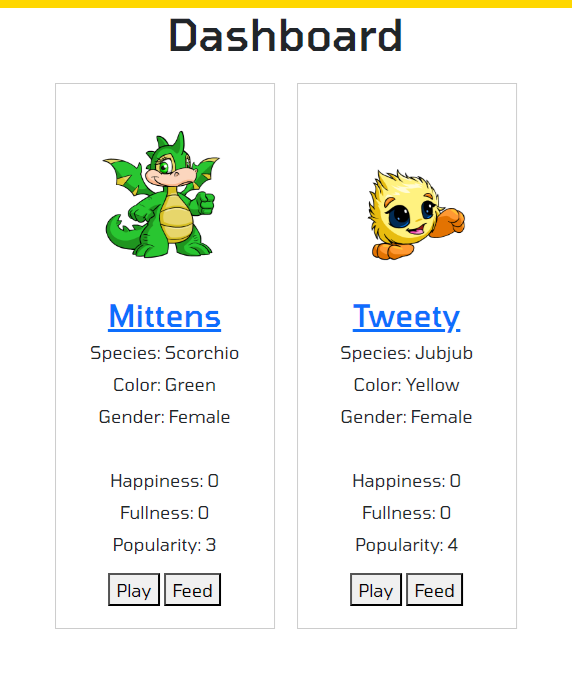 Dashboard
Mittens
Species: Scorchio
Color: Green
Gender: Female
Happiness: 0
Fullness: 0
Popularity: 3
Play Feed
Tweety
Species: Jubjub
Color: Yellow
Gender: Female
Happiness: 0
Fullness: 0
Popularity: 4
Play Feed